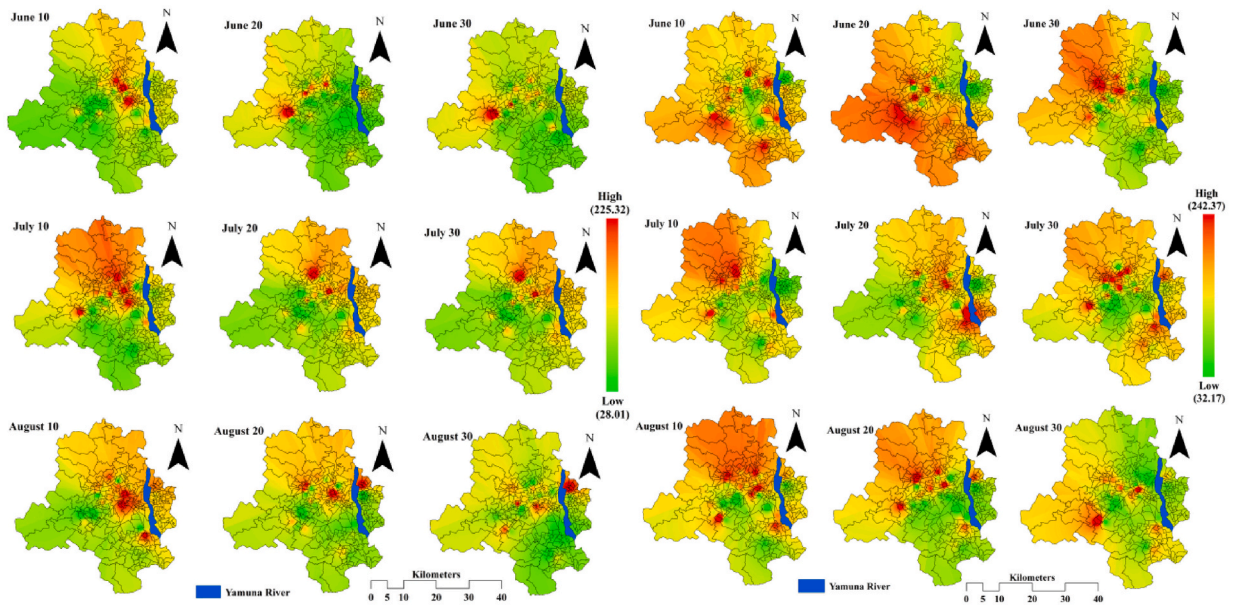 June 10
N
June 20
N
June 30
N
N
June 10
N
June 20
N
June 30
N
July 10
N
July 20
N
July 30
N
High
(225.32)
Low
(28.01)
July 10
N
July 20
N
July 30
N
High
(242.37)
Low
(32.17)
August 10
N
August 20
N
August 30
N
August 10
N
August 20
N
August 30
N
Yamuna River
Kilometers
0 5 10 20 30 40
Yamuna River
Kilometers
0 5 10 20 30 40